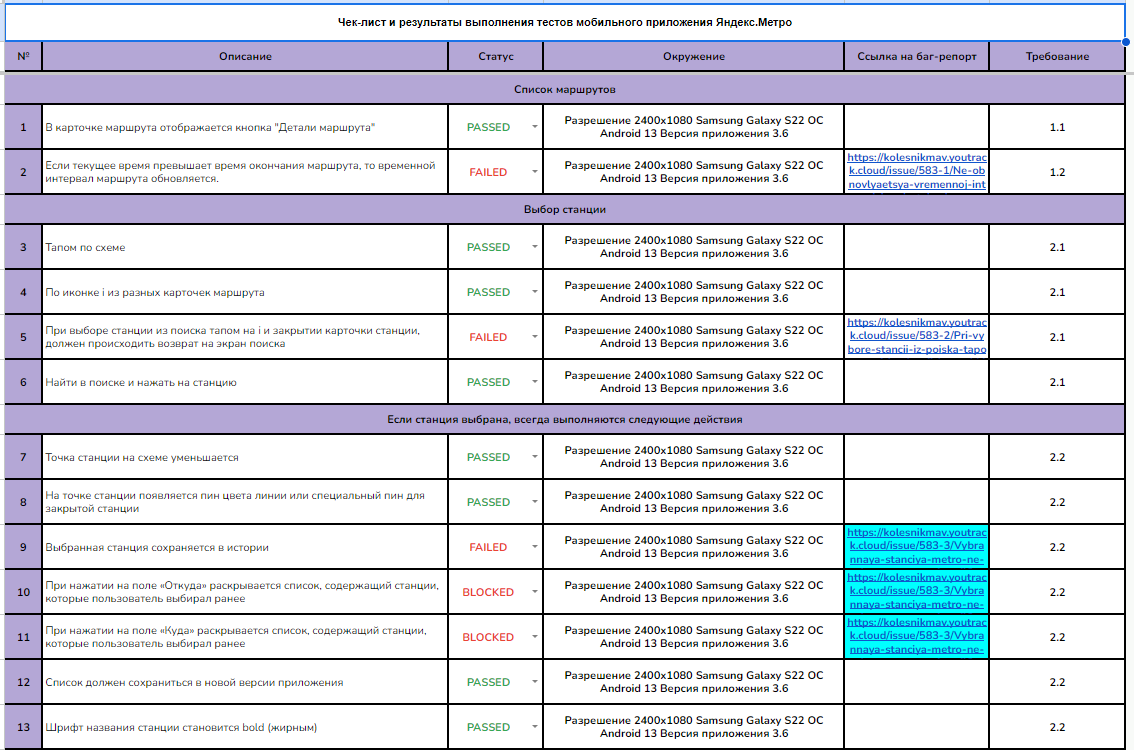 Чек-лист и результаты выполнения тестов мобильного приложения Яндекс.Метро
№ Описание Статус Окружение Ссылка на баг-репорт Требование
Список маршрутов
1 В карточке маршрута отображается кнопка "Детали маршрута" PASSED Разрешение 2400x1080 Samsung Galaxy S22 ОС
Android 13 Версия приложения 3.6 1.1
2 Если текущее время превышает время окончания маршрута, то временной
интервал маршрута обновляется. FAILED Разрешение 2400x1080 Samsung Galaxy S22 ОС
Android 13 Версия приложения 3.6 https://kolesnikmav.youtrac
k.cloud/issue/583-1/Ne-ob
novlyaetsya-vremennoj-int 1.2
Выбор станции
3 Тапом по схеме PASSED Разрешение 2400x1080 Samsung Galaxy S22 ОС
Android 13 Версия приложения 3.6 2.1
4 По иконке i из разных карточек маршрута PASSED Разрешение 2400x1080 Samsung Galaxy S22 ОС
Android 13 Версия приложения 3.6 2.1
5 При выборе станции из поиска тапом на i и закрытии карточки станции,
должен происходить возврат на экран поиска FAILED Разрешение 2400x1080 Samsung Galaxy S22 ОС
Android 13 Версия приложения 3.6 https://kolesnikmav.youtrac
k.cloud/issue/583-2/Pri-vy
bore-stancii-iz-poiska-tapo 2.1
6 Найти в поиске и нажать на станцию PASSED Разрешение 2400x1080 Samsung Galaxy S22 ОС
Android 13 Версия приложения 3.6 2.1
Если станция выбрана, всегда выполняются следующие действия
7 Точка станции на схеме уменьшается PASSED Разрешение 2400x1080 Samsung Galaxy S22 ОС
Android 13 Версия приложения 3.6 2.2
8 На точке станции появляется пин цвета линии или специальный пин для
закрытой станции PASSED Разрешение 2400x1080 Samsung Galaxy S22 ОС
Android 13 Версия приложения 3.6 2.2
9 Выбранная станция сохраняется в истории FAILED Разрешение 2400x1080 Samsung Galaxy S22 ОС
Android 13 Версия приложения 3.6 https://kolesnikmav.youtrac
k.cloud/issue/583-3/Vybra
nnaya-stanciya-metro-ne- 2.2
10 При нажатии на поле «Откуда» раскрывается список, содержащий станции,
которые пользователь выбирал ранее BLOCKED Разрешение 2400x1080 Samsung Galaxy S22 ОС
Android 13 Версия приложения 3.6 https://kolesnikmav.youtrac
k.cloud/issue/583-3/Vybra
nnaya-stanciya-metro-ne- 2.2
11 При нажатии на поле «Куда» раскрывается список, содержащий станции,
которые пользователь выбирал ранее BLOCKED Разрешение 2400x1080 Samsung Galaxy S22 ОС
Android 13 Версия приложения 3.6 https://kolesnikmav.youtrac
k.cloud/issue/583-3/Vybra
nnaya-stanciya-metro-ne- 2.2
12 Список должен сохраниться в новой версии приложения PASSED Разрешение 2400x1080 Samsung Galaxy S22 ОС
Android 13 Версия приложения 3.6 2.2
13 Шрифт названия станции становится bold (жирным) PASSED Разрешение 2400x1080 Samsung Galaxy S22 ОС
Android 13 Версия приложения 3.6 2.2